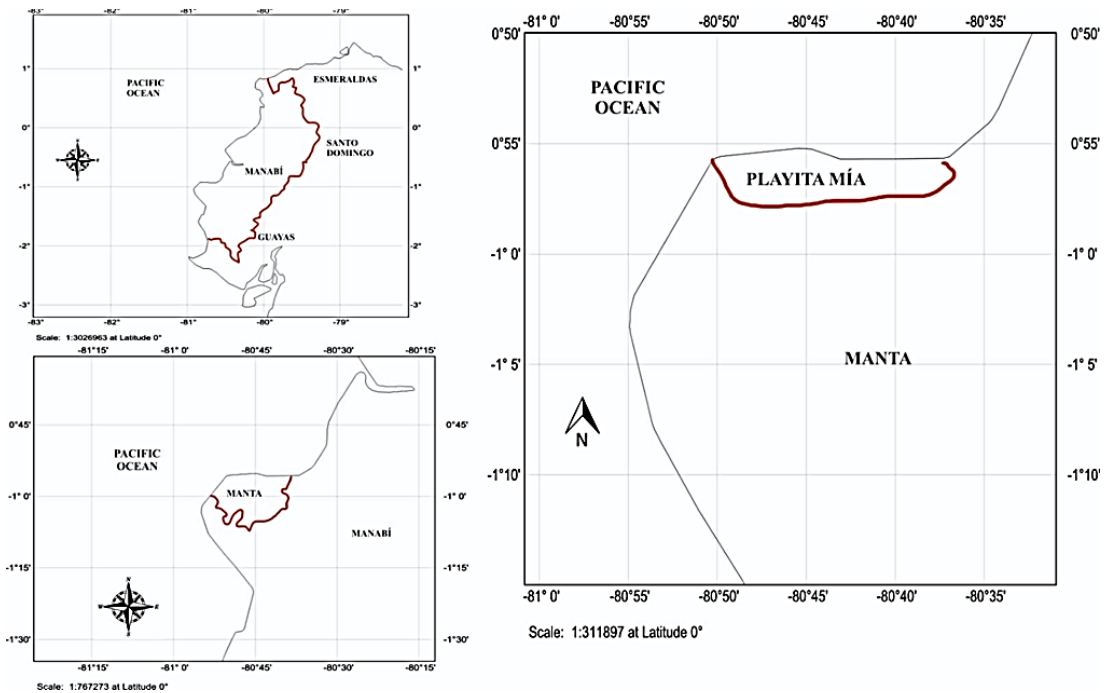 1°
0°
-1°
-2°
-3°
ESMERALDAS
PACIFIC
OCEAN
SANTO
DOMINGO
MANABÍ
GUAYAS
1°
0°
-1°
-2°
-3°
-83° -82° -81° -80° -79°
Scale: 1:3026963 at Latitude 0°
-81°15' -81° 0' -80°45' -80°30' -80°15'
0°45'
-1° 0'
-1°15'
-1°30'
PACIFIC
OCEAN
MANTA
MANABÍ
N
W E
S
0°45'
-1° 0'
-1°15'
-1°30'
-81°15' -81° 0' -80°45' -80°30' -80°15'
Scale: 1:767273 at Latitude 0°
-81° 0' -80°55' -80°50' -80°45' -80°40' -80°35'
0°50'
0°55'
-1° 0'
-1° 5'
-1°10'
PACIFIC
OCEAN
PLAYITA MÍA
MANTA
N
0°50'
0°55'
-1° 0'
-1° 5'
-1°10'
-81° 0' -80°55' -80°50' -80°45' -80°40' -80°35'
Scale: 1:311897 at Latitude 0°